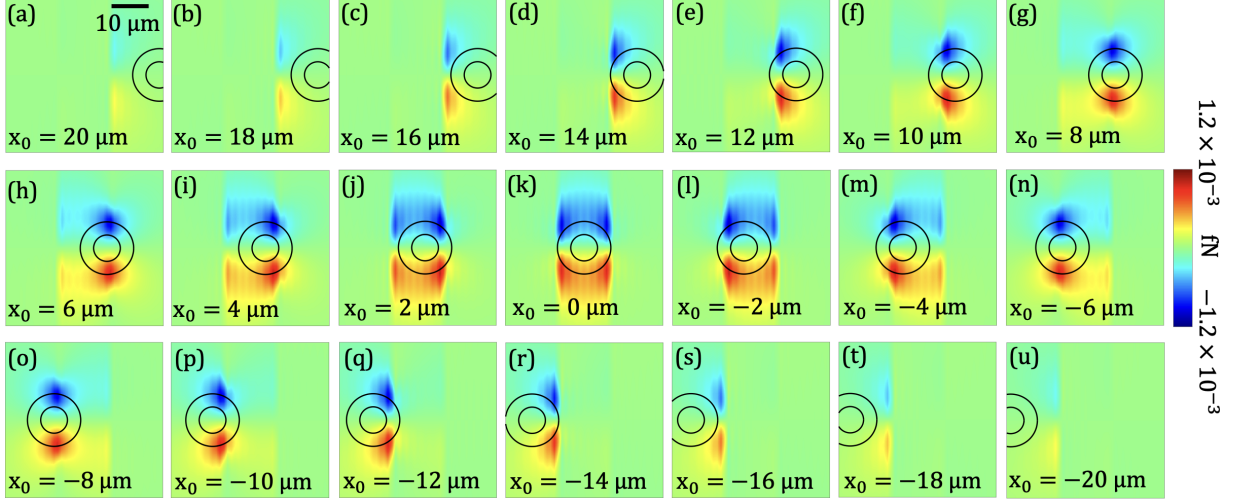 (a) (b) (c) (d) (e) (f) (g)
10 μm
x₀ = 20 μm x₀ = 18 μm x₀ = 16 μm x₀ = 14 μm x₀ = 12 μm x₀ = 10 μm x₀ = 8 μm
(h) (i) (j) (k) (l) (m) (n)
x₀ = 6 μm x₀ = 4 μm x₀ = 2 μm x₀ = 0 μm x₀ = −2 μm x₀ = −4 μm x₀ = −6 μm
(o) (p) (q) (r) (s) (t) (u)
x₀ = −8 μm x₀ = −10 μm x₀ = −12 μm x₀ = −14 μm x₀ = −16 μm x₀ = −18 μm x₀ = −20 μm
1.2 × 10⁻³ fN −1.2 × 10⁻³